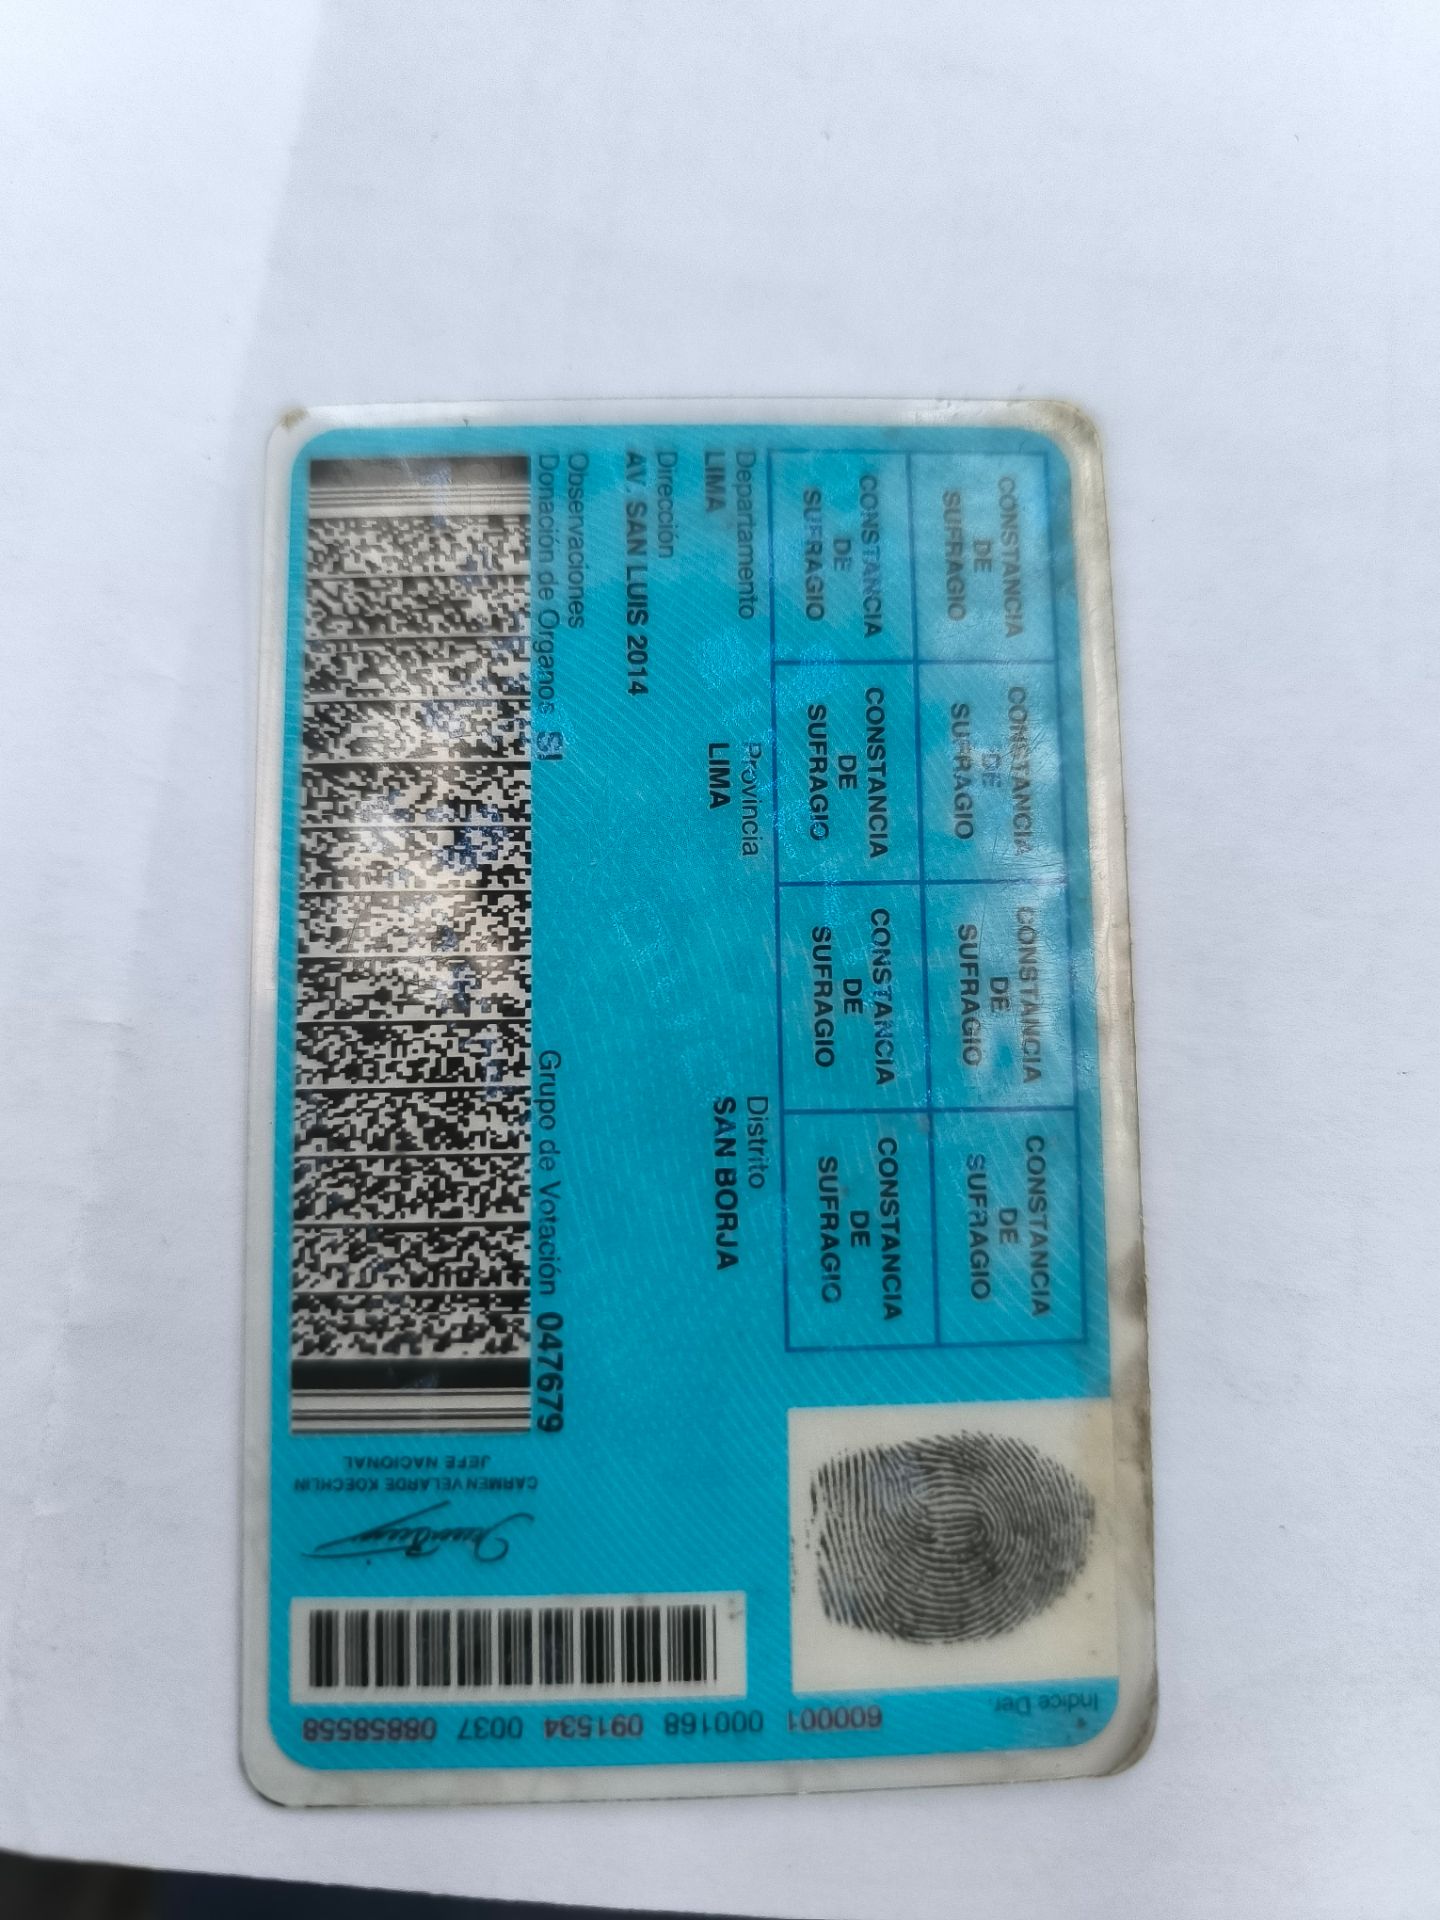 CONSTANCIA DE SUFRAGIO
CONSTANCIA DE SUFRAGIO
CONSTANCIA DE SUFRAGIO
CONSTANCIA DE SUFRAGIO
CONSTANCIA DE SUFRAGIO
CONSTANCIA DE SUFRAGIO
CONSTANCIA DE SUFRAGIO
CONSTANCIA DE SUFRAGIO
Departamento Provincia Distrito
LIMA LIMA SAN BORJA
Dirección
AV. SAN LUIS 2014
Observaciones
Donación de Organos SI Grupo de Votación 047679
Indice Der.
CARMEN VELARDE KOECHLIN
JEFE NACIONAL
600001 000168 091534 0037 08858558